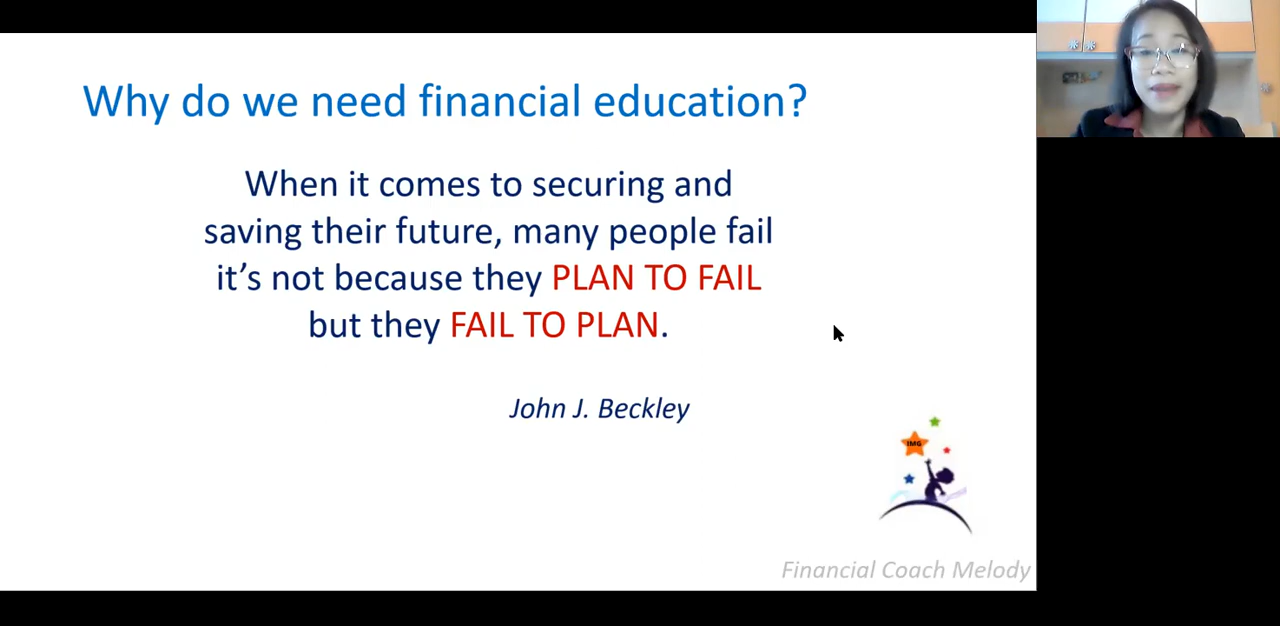 Why do we need financial education?
When it comes to securing and
saving their future, many people fail
it’s not because they PLAN TO FAIL
but they FAIL TO PLAN.
John J. Beckley
IMG
Financial Coach Melody